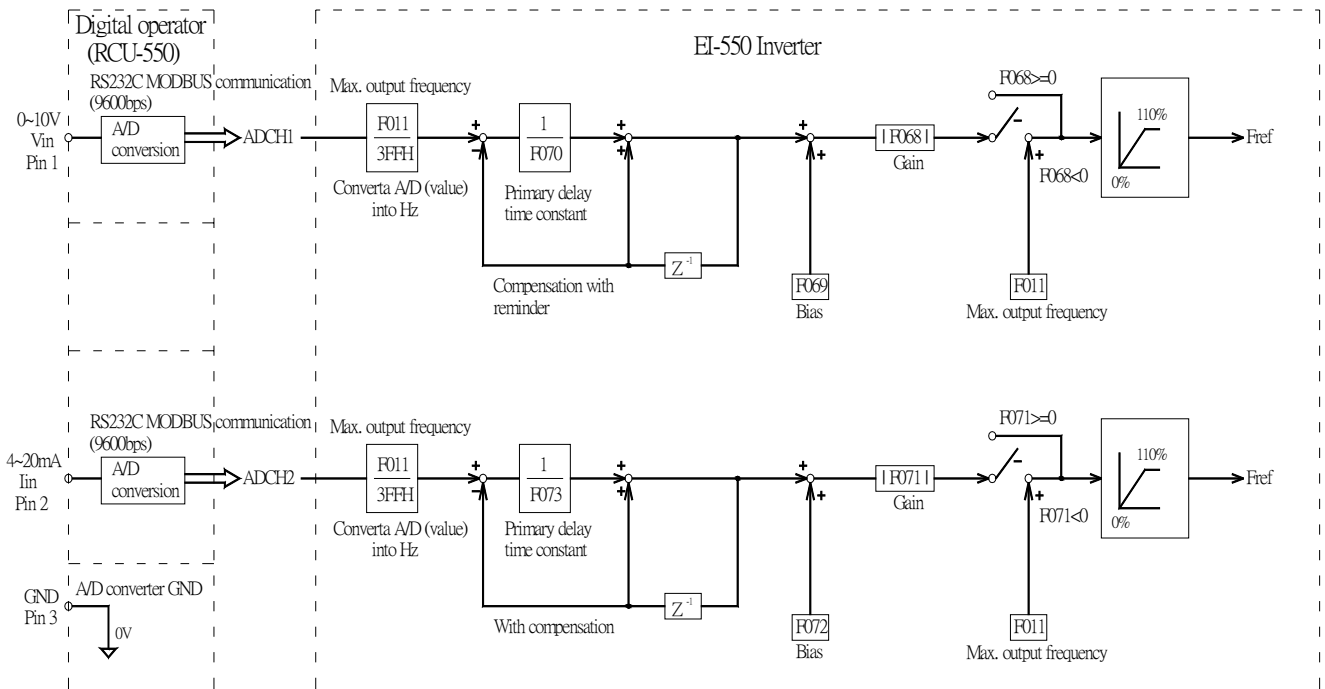 Digital operator
(RCU-550)
EI-550 Inverter
RS232C MODBUS communication
(9600bps)
0~10V
Vin
Pin 1
A/D
conversion
ADCH1
Max. output frequency
F011
3FFH
Converta A/D (value)
into Hz
+
−
1
F070
Primary delay
time constant
+
+
Z⁻¹
Compensation with
reminder
+
+
F069
Bias
| F068 |
Gain
F068>=0
−
+
F068<0
F011
Max. output frequency
110%
0%
Fref
RS232C MODBUS communication
(9600bps)
4~20mA
Iin
Pin 2
A/D
conversion
ADCH2
Max. output frequency
F011
3FFH
Converta A/D (value)
into Hz
+
−
1
F073
Primary delay
time constant
+
+
Z⁻¹
With compensation
+
+
F072
Bias
| F071 |
Gain
F071>=0
−
+
F071<0
F011
Max. output frequency
110%
0%
Fref
GND
Pin 3
A/D converter GND
0V